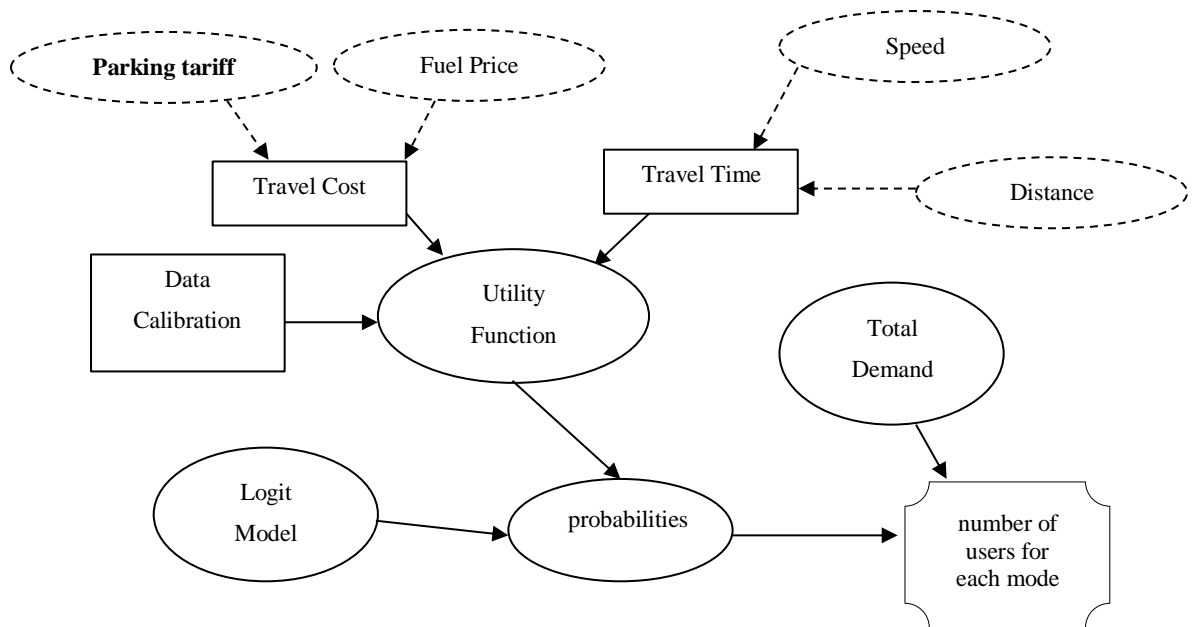 Parking tariff
Fuel Price
Speed
Travel Cost
Travel Time
Distance
Data
Calibration
Utility
Function
Total
Demand
Logit
Model
probabilities
number of
users for
each mode